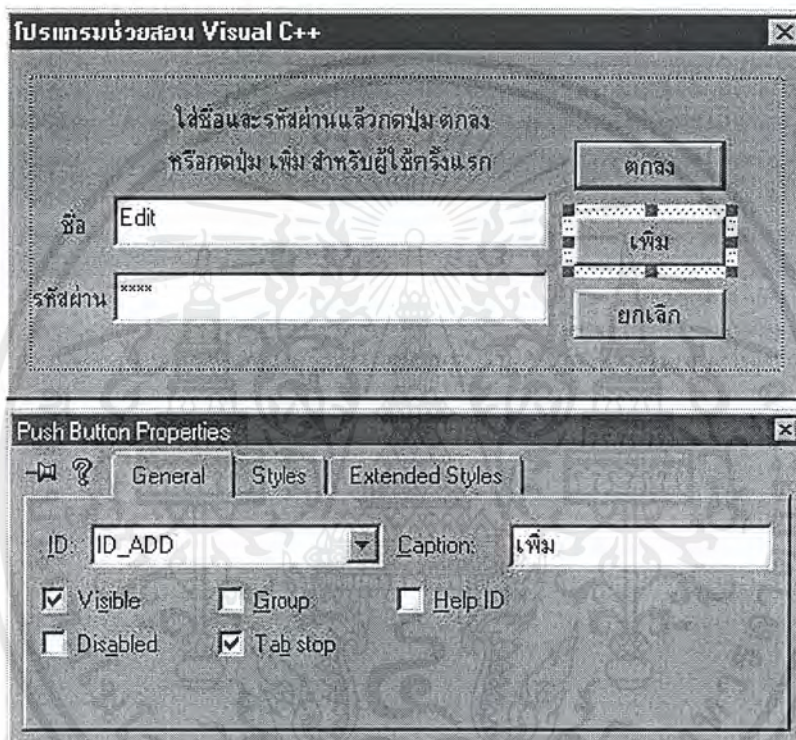 โปรแกรมช่วยสอน Visual C++
ใส่ชื่อและรหัสผ่านแล้วกดปุ่ม ตกลง
หรือกดปุ่ม เพิ่ม สำหรับผู้ใช้ครั้งแรก
ตกลง
ชื่อ Edit
เพิ่ม
รหัสผ่าน ****
ยกเลิก
Push Button Properties
General Styles Extended Styles
ID: ID_ADD Caption: เพิ่ม
Visible Group Help ID
Disabled Tab stop